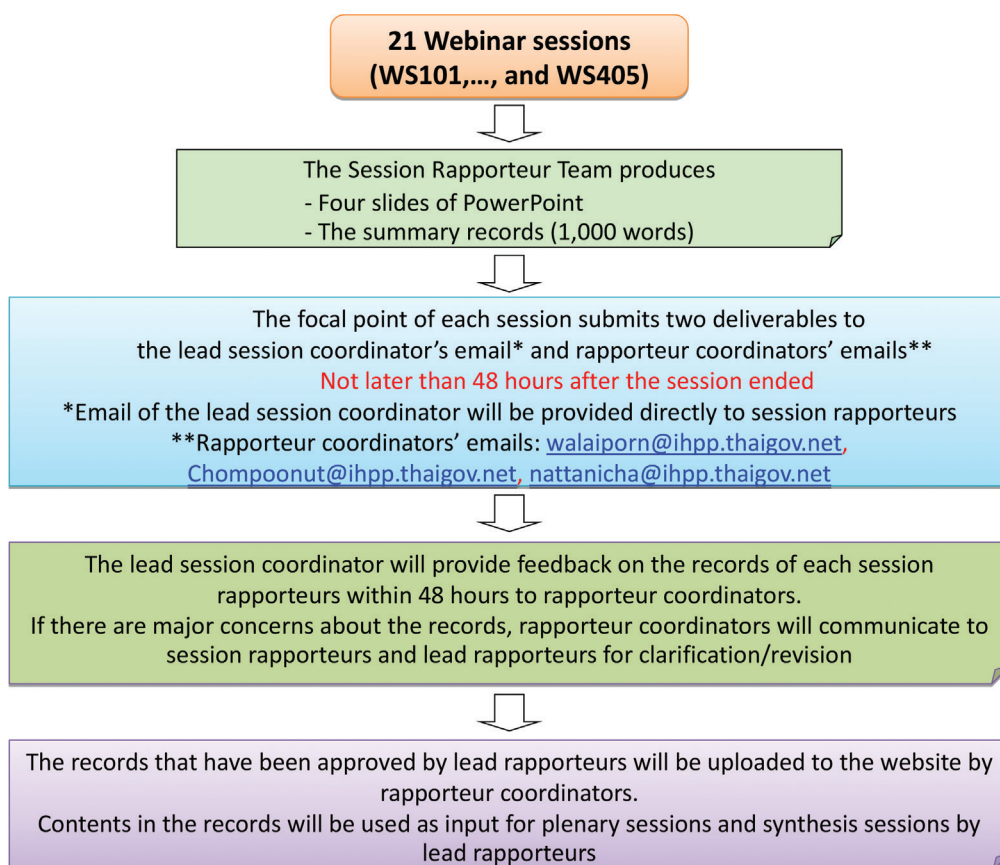 21 Webinar sessions
(WS101,..., and WS405)
The Session Rapporteur Team produces
- Four slides of PowerPoint
- The summary records (1,000 words)
The focal point of each session submits two deliverables to
the lead session coordinator's email* and rapporteur coordinators' emails**
Not later than 48 hours after the session ended
*Email of the lead session coordinator will be provided directly to session rapporteurs
**Rapporteur coordinators' emails: walaiporn@ihpp.thaigov.net,
Chompoonut@ihpp.thaigov.net, nattanicha@ihpp.thaigov.net
The lead session coordinator will provide feedback on the records of each session
rapporteurs within 48 hours to rapporteur coordinators.
If there are major concerns about the records, rapporteur coordinators will communicate to
session rapporteurs and lead rapporteurs for clarification/revision
The records that have been approved by lead rapporteurs will be uploaded to the website by
rapporteur coordinators.
Contents in the records will be used as input for plenary sessions and synthesis sessions by
lead rapporteurs